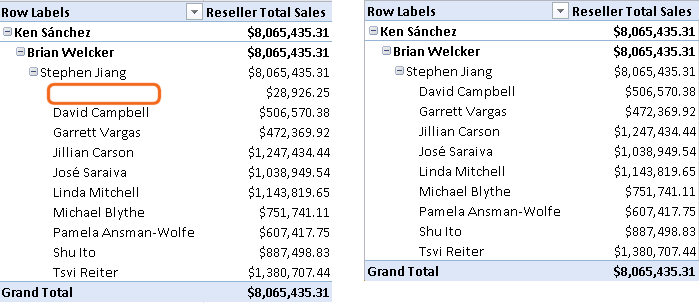 Row Labels Reseller Total Sales
Ken Sánchez $8,065,435.31
Brian Welcker $8,065,435.31
Stephen Jiang $8,065,435.31
$28,926.25
David Campbell $506,570.38
Garrett Vargas $472,369.92
Jillian Carson $1,247,434.44
José Saraiva $1,038,949.54
Linda Mitchell $1,143,819.65
Michael Blythe $751,741.11
Pamela Ansman-Wolfe $607,417.75
Shu Ito $887,498.83
Tsvi Reiter $1,380,707.44
Grand Total $8,065,435.31
Row Labels Reseller Total Sales
Ken Sánchez $8,065,435.31
Brian Welcker $8,065,435.31
Stephen Jiang $8,065,435.31
David Campbell $506,570.38
Garrett Vargas $472,369.92
Jillian Carson $1,247,434.44
José Saraiva $1,038,949.54
Linda Mitchell $1,143,819.65
Michael Blythe $751,741.11
Pamela Ansman-Wolfe $607,417.75
Shu Ito $887,498.83
Tsvi Reiter $1,380,707.44
Grand Total $8,065,435.31